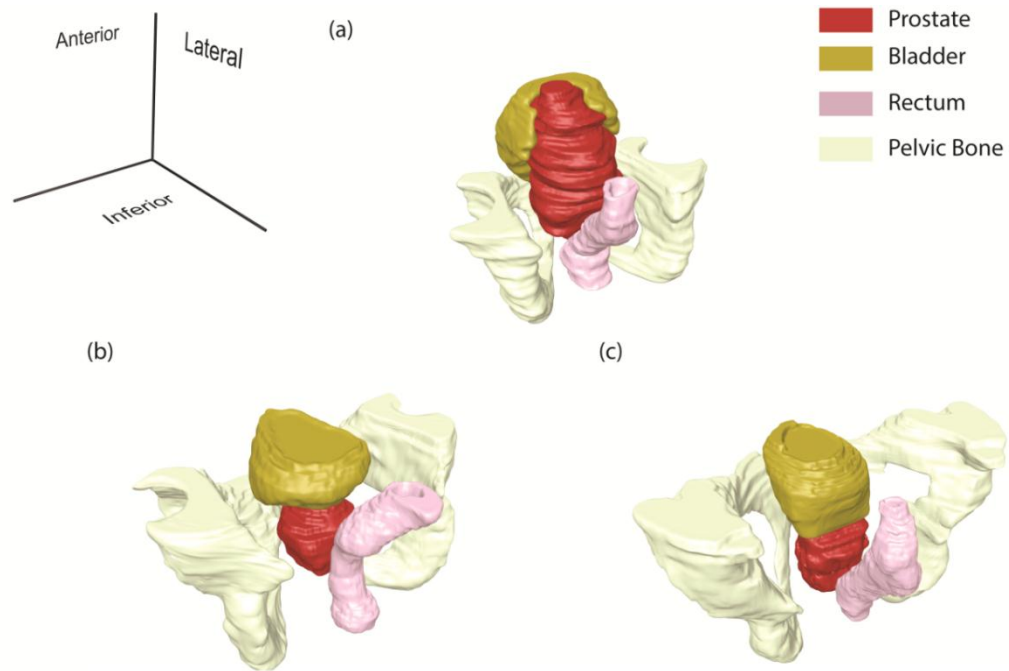 Anterior
Lateral
Inferior
(a)
Prostate
Bladder
Rectum
Pelvic Bone
(b)
(c)